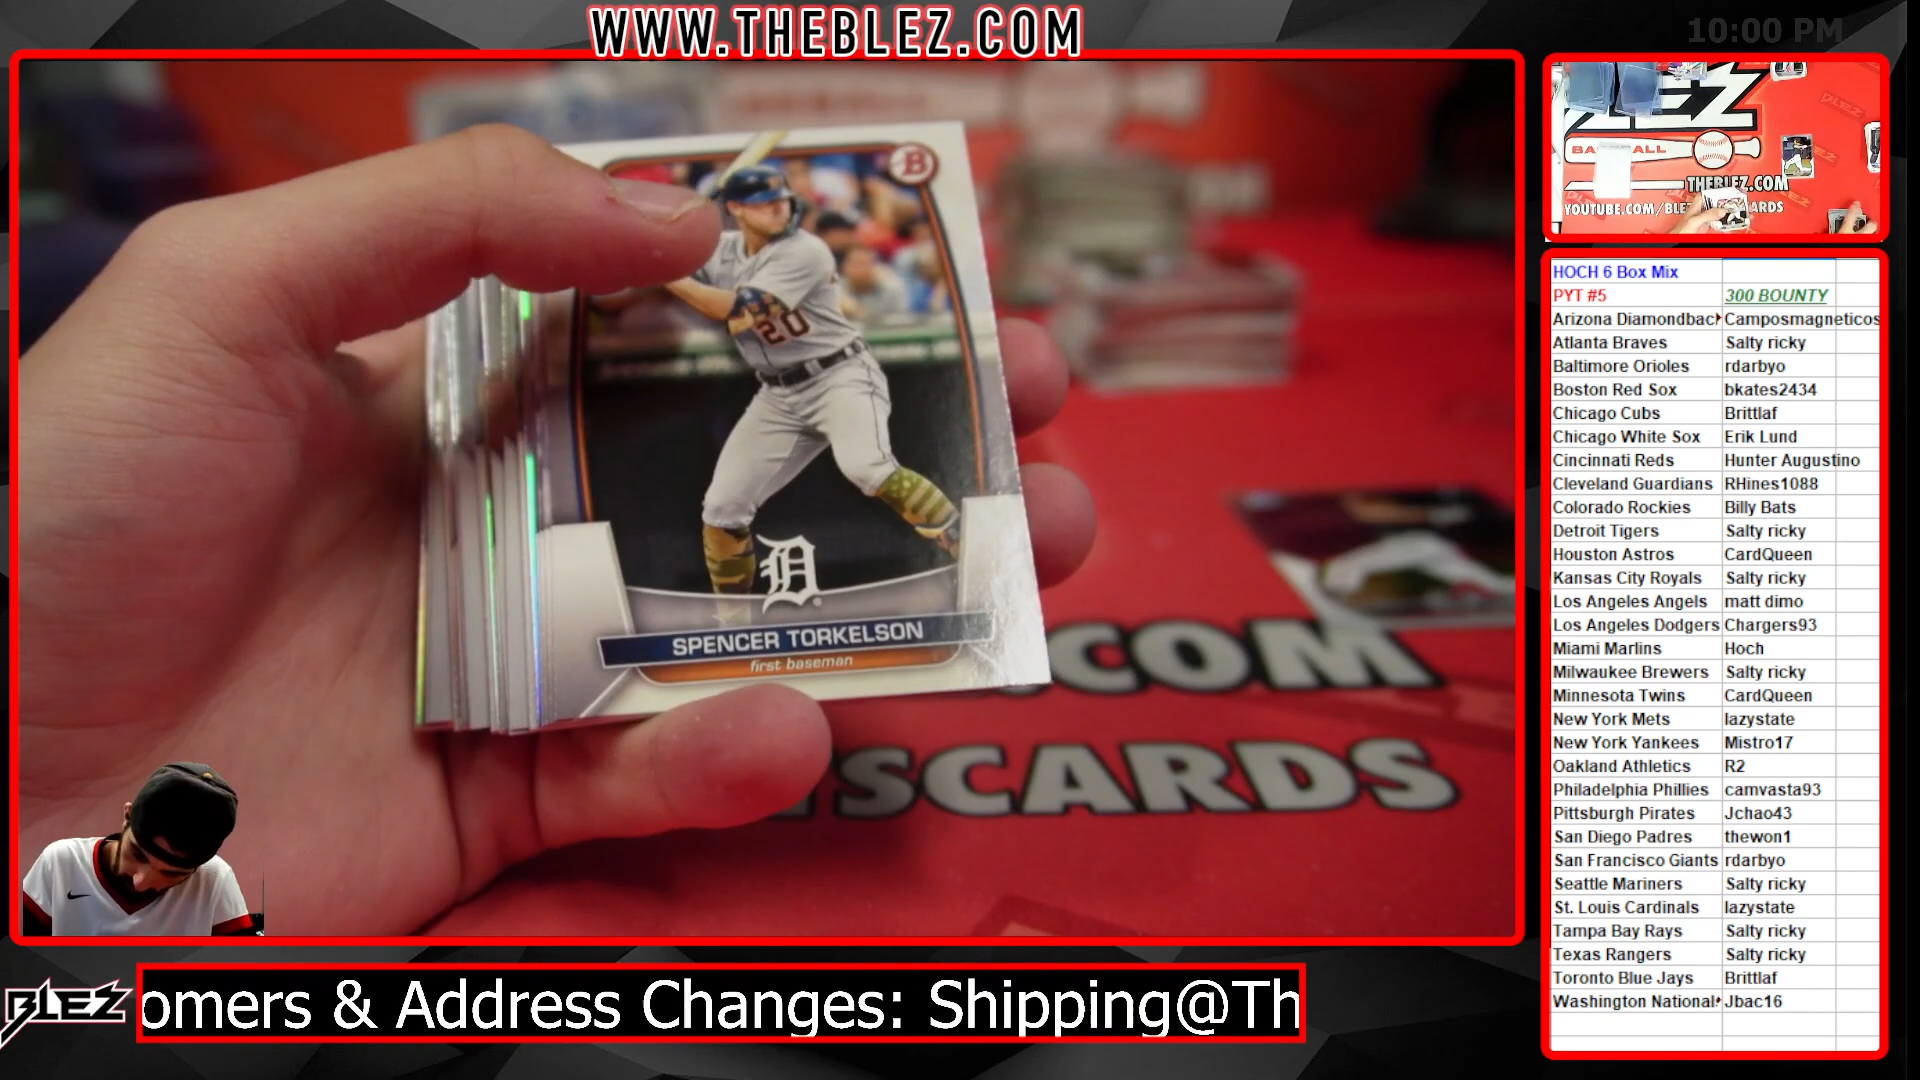 WWW.THEBLEZ.COM
10:00 PM
B
20
D
SPENCER TORKELSON
first baseman
COM
SCARDS
BASEBALL
THEBLEZ.COM
YOUTUBE.COM/BLE
ARDS
HOCH 6 Box Mix
PYT #5 300 BOUNTY
Arizona Diamondbac Camposmagneticos
Atlanta Braves Salty ricky
Baltimore Orioles rdarbyo
Boston Red Sox bkates2434
Chicago Cubs Brittlaf
Chicago White Sox Erik Lund
Cincinnati Reds Hunter Augustino
Cleveland Guardians RHines1088
Colorado Rockies Billy Bats
Detroit Tigers Salty ricky
Houston Astros CardQueen
Kansas City Royals Salty ricky
Los Angeles Angels matt dimo
Los Angeles Dodgers Chargers93
Miami Marlins Hoch
Milwaukee Brewers Salty ricky
Minnesota Twins CardQueen
New York Mets lazystate
New York Yankees Mistro17
Oakland Athletics R2
Philadelphia Phillies camvasta93
Pittsburgh Pirates Jchao43
San Diego Padres thewon1
San Francisco Giants rdarbyo
Seattle Mariners Salty ricky
St. Louis Cardinals lazystate
Tampa Bay Rays Salty ricky
Texas Rangers Salty ricky
Toronto Blue Jays Brittlaf
Washington National Jbac16
BLEZ
omers & Address Changes: Shipping@Th